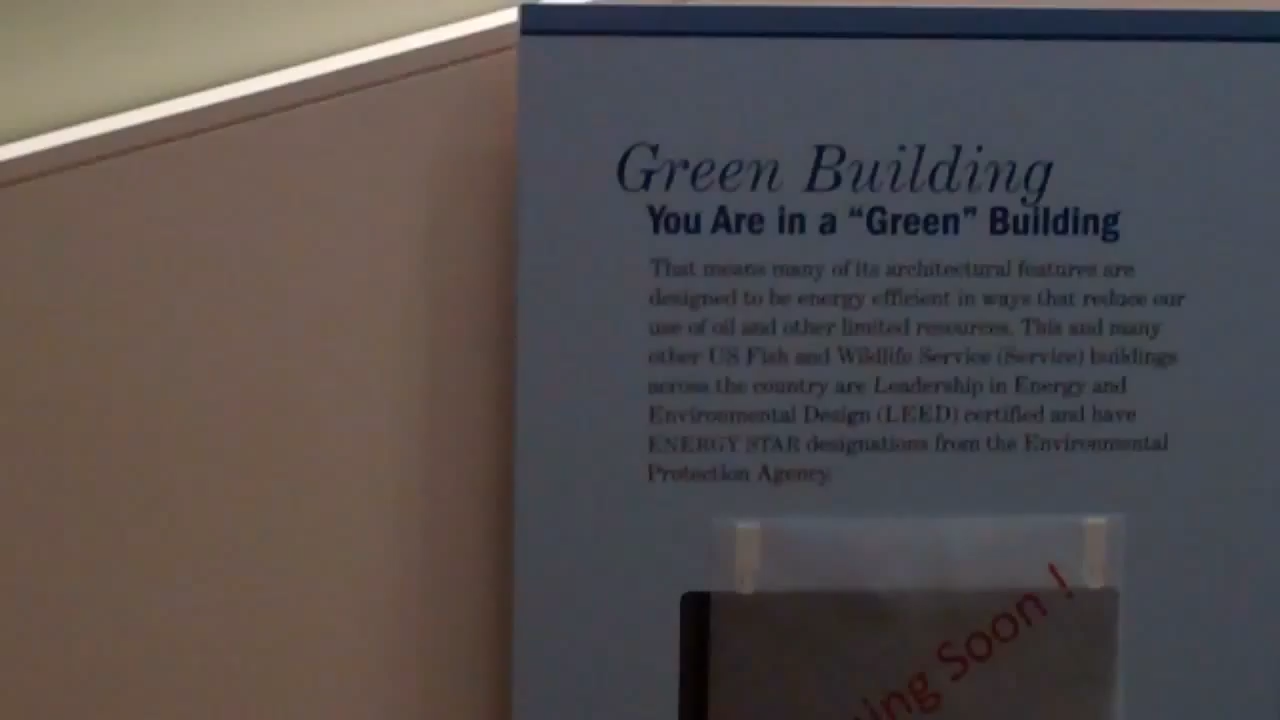 Green Building
You Are in a “Green” Building
That means many of its architectural features are
designed to be energy efficient in ways that reduce our
use of oil and other limited resources. This and many
other US Fish and Wildlife Service (Service) buildings
across the country are Leadership in Energy and
Environmental Design (LEED) certified and have
ENERGY STAR designations from the Environmental
Protection Agency.
Soon !